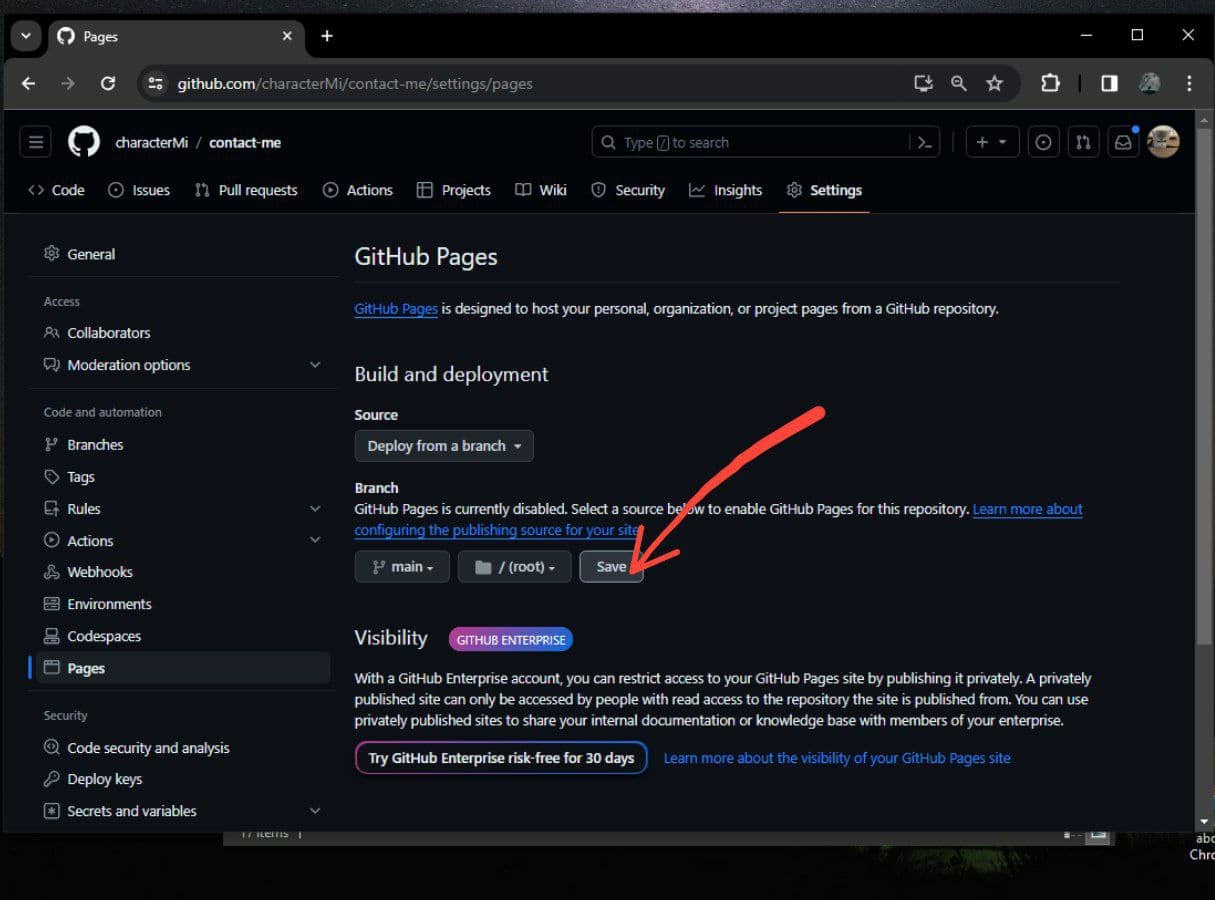 Pages
github.com/characterMi/contact-me/settings/pages
characterMi / contact-me
Type / to search
Code Issues Pull requests Actions Projects Wiki Security Insights Settings
General
Access
Collaborators
Moderation options
Code and automation
Branches
Tags
Rules
Actions
Webhooks
Environments
Codespaces
Pages
Security
Code security and analysis
Deploy keys
Secrets and variables
GitHub Pages
GitHub Pages is designed to host your personal, organization, or project pages from a GitHub repository.
Build and deployment
Source
Deploy from a branch
Branch
GitHub Pages is currently disabled. Select a source below to enable GitHub Pages for this repository. Learn more about
configuring the publishing source for your site
main / (root) Save
Visibility GITHUB ENTERPRISE
With a GitHub Enterprise account, you can restrict access to your GitHub Pages site by publishing it privately. A privately
published site can only be accessed by people with read access to the repository the site is published from. You can use
privately published sites to share your internal documentation or knowledge base with members of your enterprise.
Try GitHub Enterprise risk-free for 30 days Learn more about the visibility of your GitHub Pages site
17 items